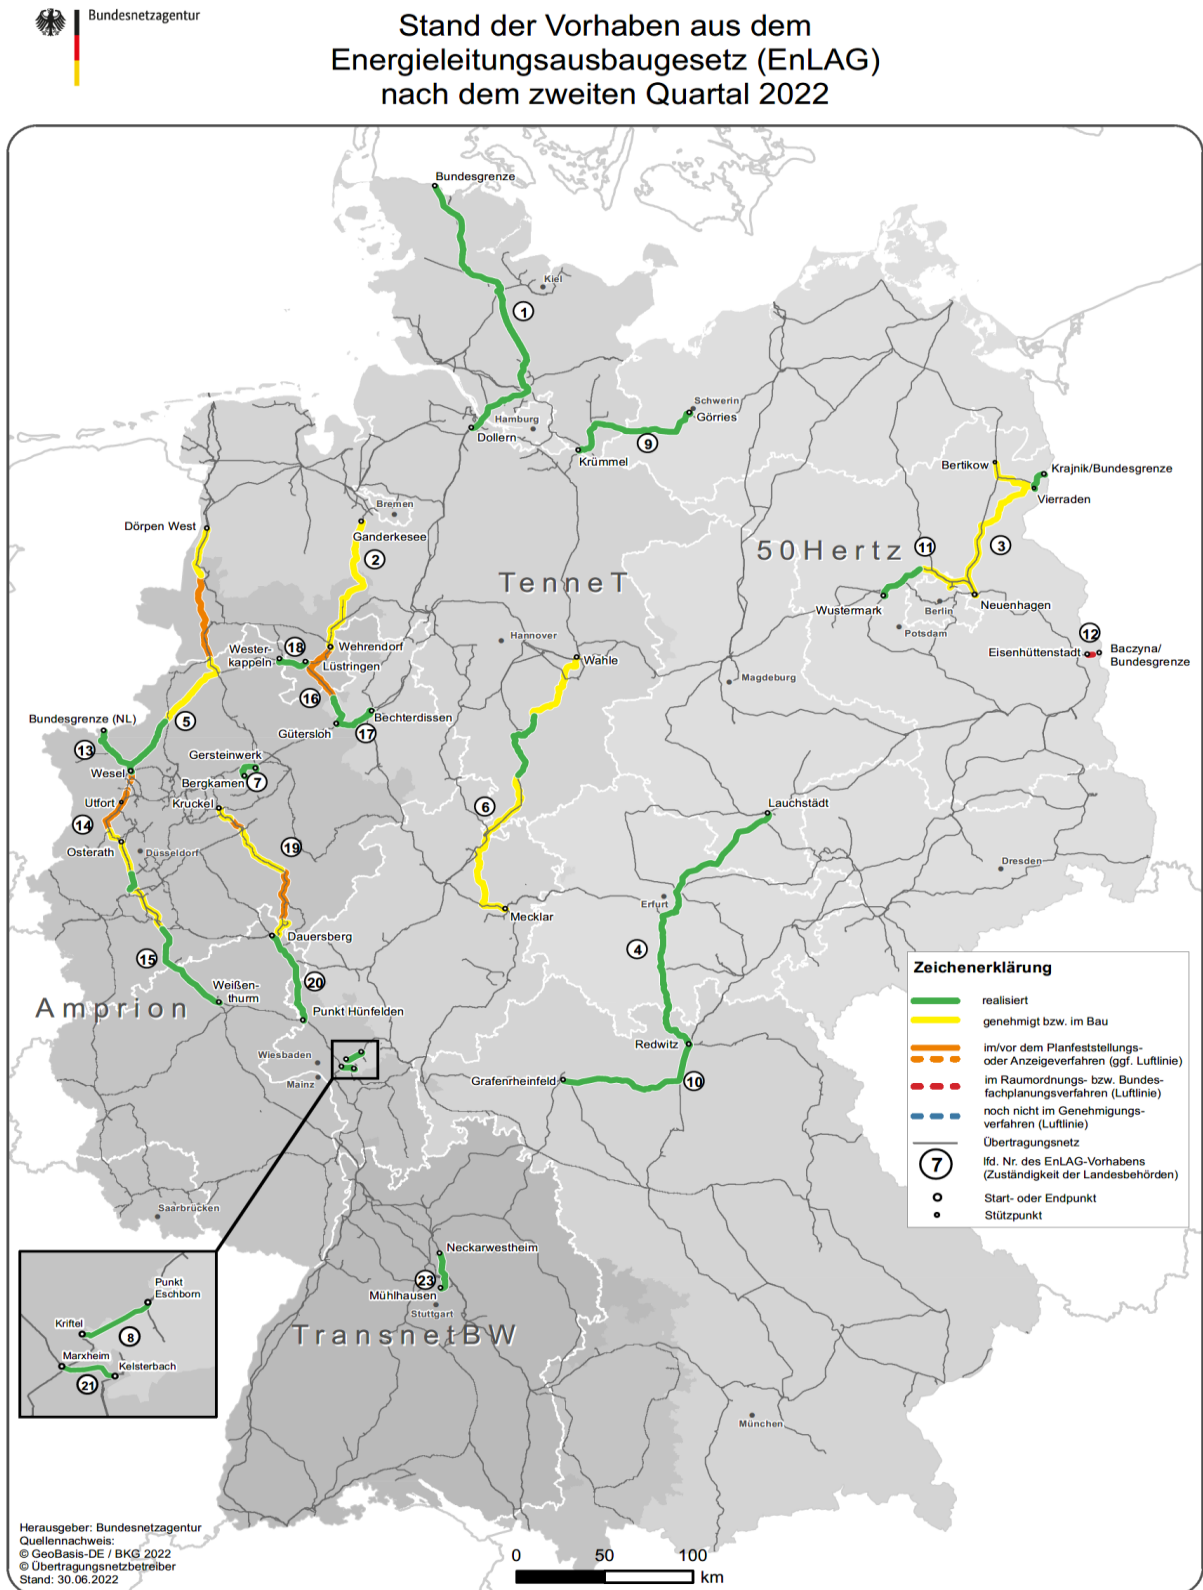 Bundesnetzagentur
Stand der Vorhaben aus dem
Energieleitungsausbaugesetz (EnLAG)
nach dem zweiten Quartal 2022
Bundesgrenze
Kiel
1
Schwerin
Görries
Hamburg
Dollern
9
Krümmel
Bertikow
Krajnik/Bundesgrenze
Vierraden
Bremen
Dörpen West
Ganderkesee
2
50Hertz
11
3
TenneT
Wustermark
Berlin
Neuenhagen
Potsdam
Hannover
12
Wester-
kappeln
18
Wehrendorf
Lüstringen
Wahle
Eisenhüttenstadt
Baczyna/
Bundesgrenze
Magdeburg
16
5
Bundesgrenze (NL)
Bechterdissen
Gütersloh
17
13
Gersteinwerk
Wesel
Bergkamen
7
Utfort
Kruckel
6
Lauchstädt
14
Osterath
Düsseldorf
19
Dresden
Erfurt
Mecklar
Dauersberg
4
15
20
Weißen-
thurm
Amprion
Punkt Hünfelden
Redwitz
Wiesbaden
Mainz
Grafenrheinfeld
10
Zeichenerklärung
realisiert
genehmigt bzw. im Bau
im/vor dem Planfeststellungs-
oder Anzeigeverfahren (ggf. Luftlinie)
im Raumordnungs- bzw. Bundes-
fachplanungsverfahren (Luftlinie)
noch nicht im Genehmigungs-
verfahren (Luftlinie)
Übertragungsnetz
7
lfd. Nr. des EnLAG-Vorhabens
(Zuständigkeit der Landesbehörden)
Start- oder Endpunkt
Stützpunkt
Saarbrücken
Neckarwestheim
23
Mühlhausen
Stuttgart
TransnetBW
Punkt
Eschborn
Kriftel
8
Marxheim
Kelsterbach
21
München
Herausgeber: Bundesnetzagentur
Quellennachweis:
© GeoBasis-DE / BKG 2022
© Übertragungsnetzbetreiber
Stand: 30.06.2022
0 50 100
km